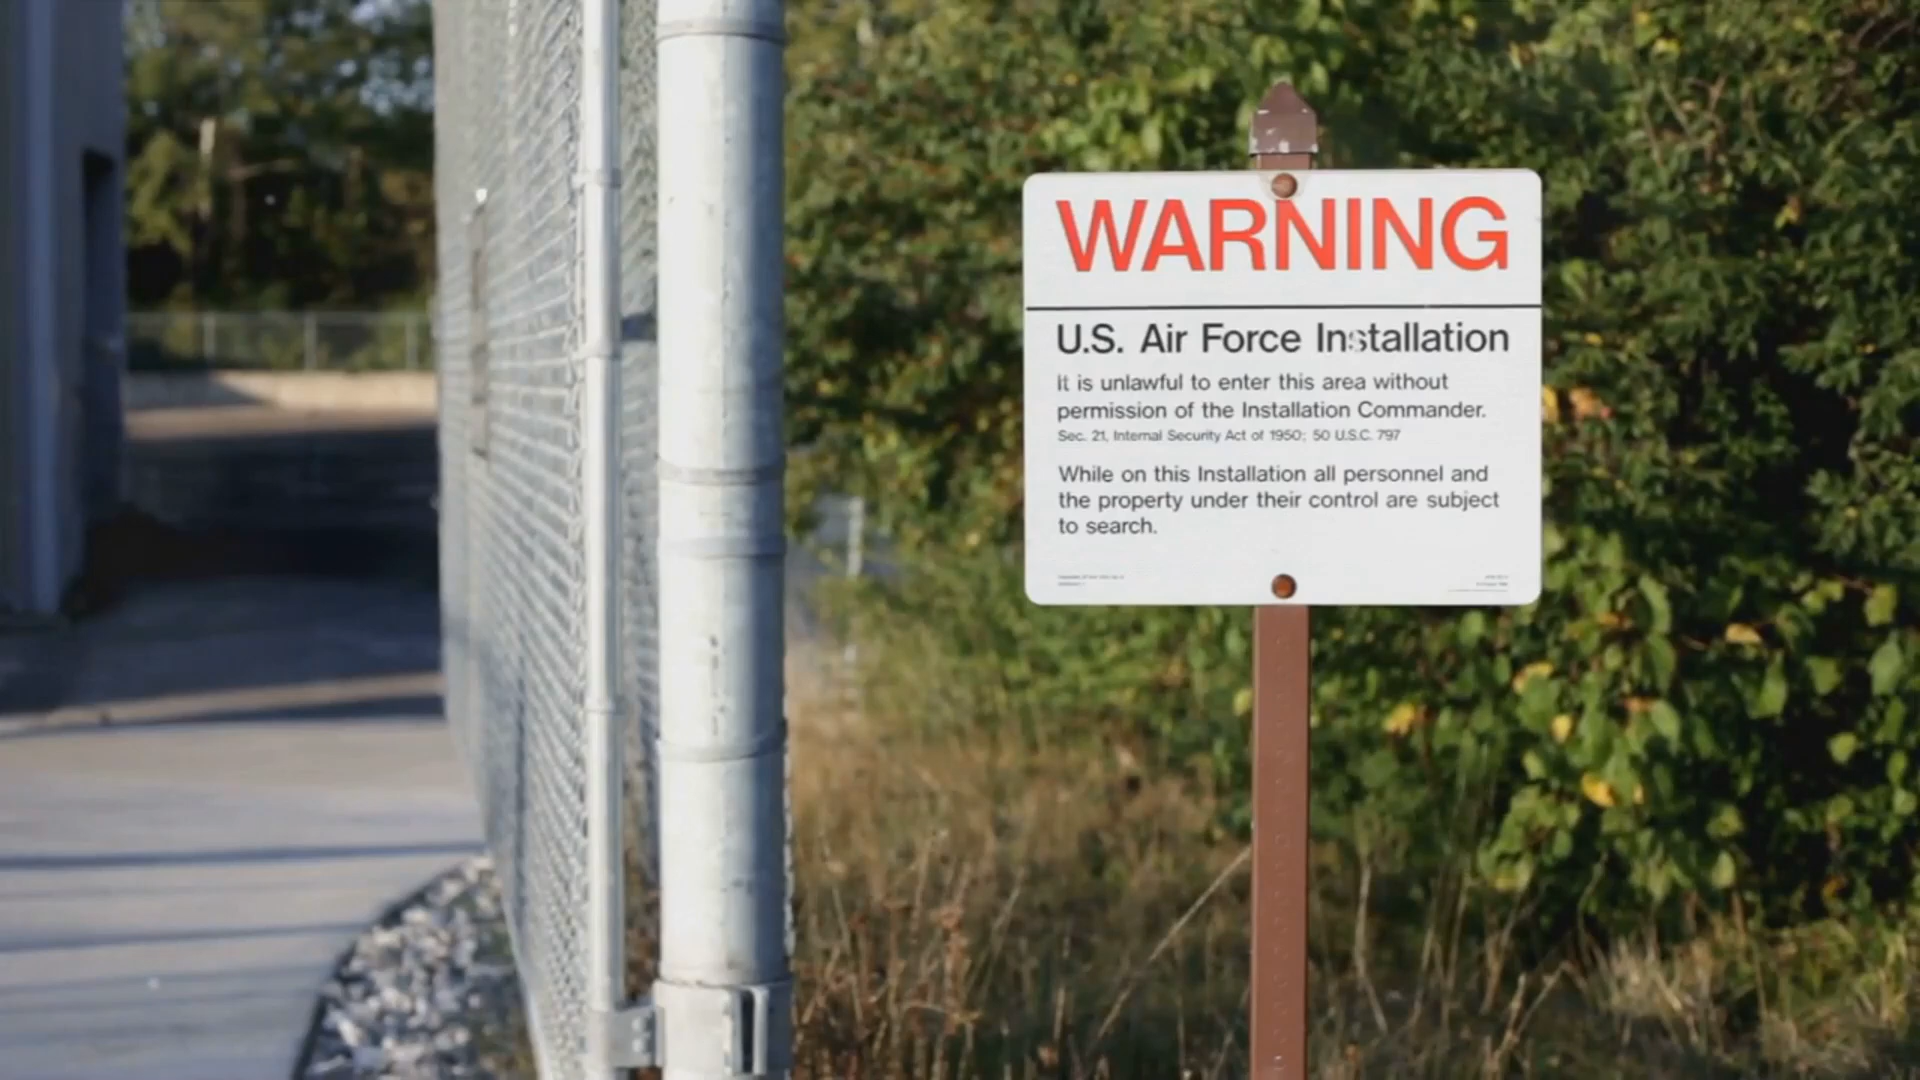 WARNING
U.S. Air Force Installation
It is unlawful to enter this area without
permission of the Installation Commander.
Sec. 21, Internal Security Act of 1950; 50 U.S.C. 797
While on this Installation all personnel and
the property under their control are subject
to search.